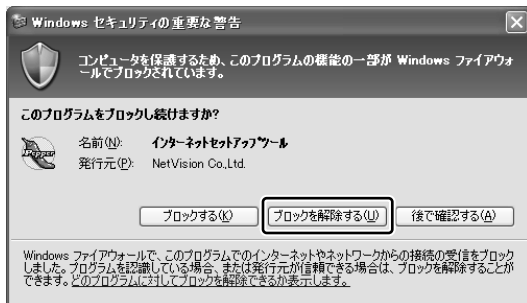 Windows セキュリティの重要な警告
コンピュータを保護するため、このプログラムの機能の一部が Windows ファイアウォ
ールでブロックされています。
このプログラムをブロックし続けますか?
名前(N): インターネットセットアップツール
発行元(P): NetVision Co.,Ltd.
ブロックする(K) ブロックを解除する(U) 後で確認する(A)
Windows ファイアウォールで、このプログラムでのインターネットやネットワークからの接続の受信をブロック
しました。プログラムを認識している場合、または発行元が信頼できる場合は、ブロックを解除することが
できます。どのプログラムに対してブロックを解除できるか表示します。